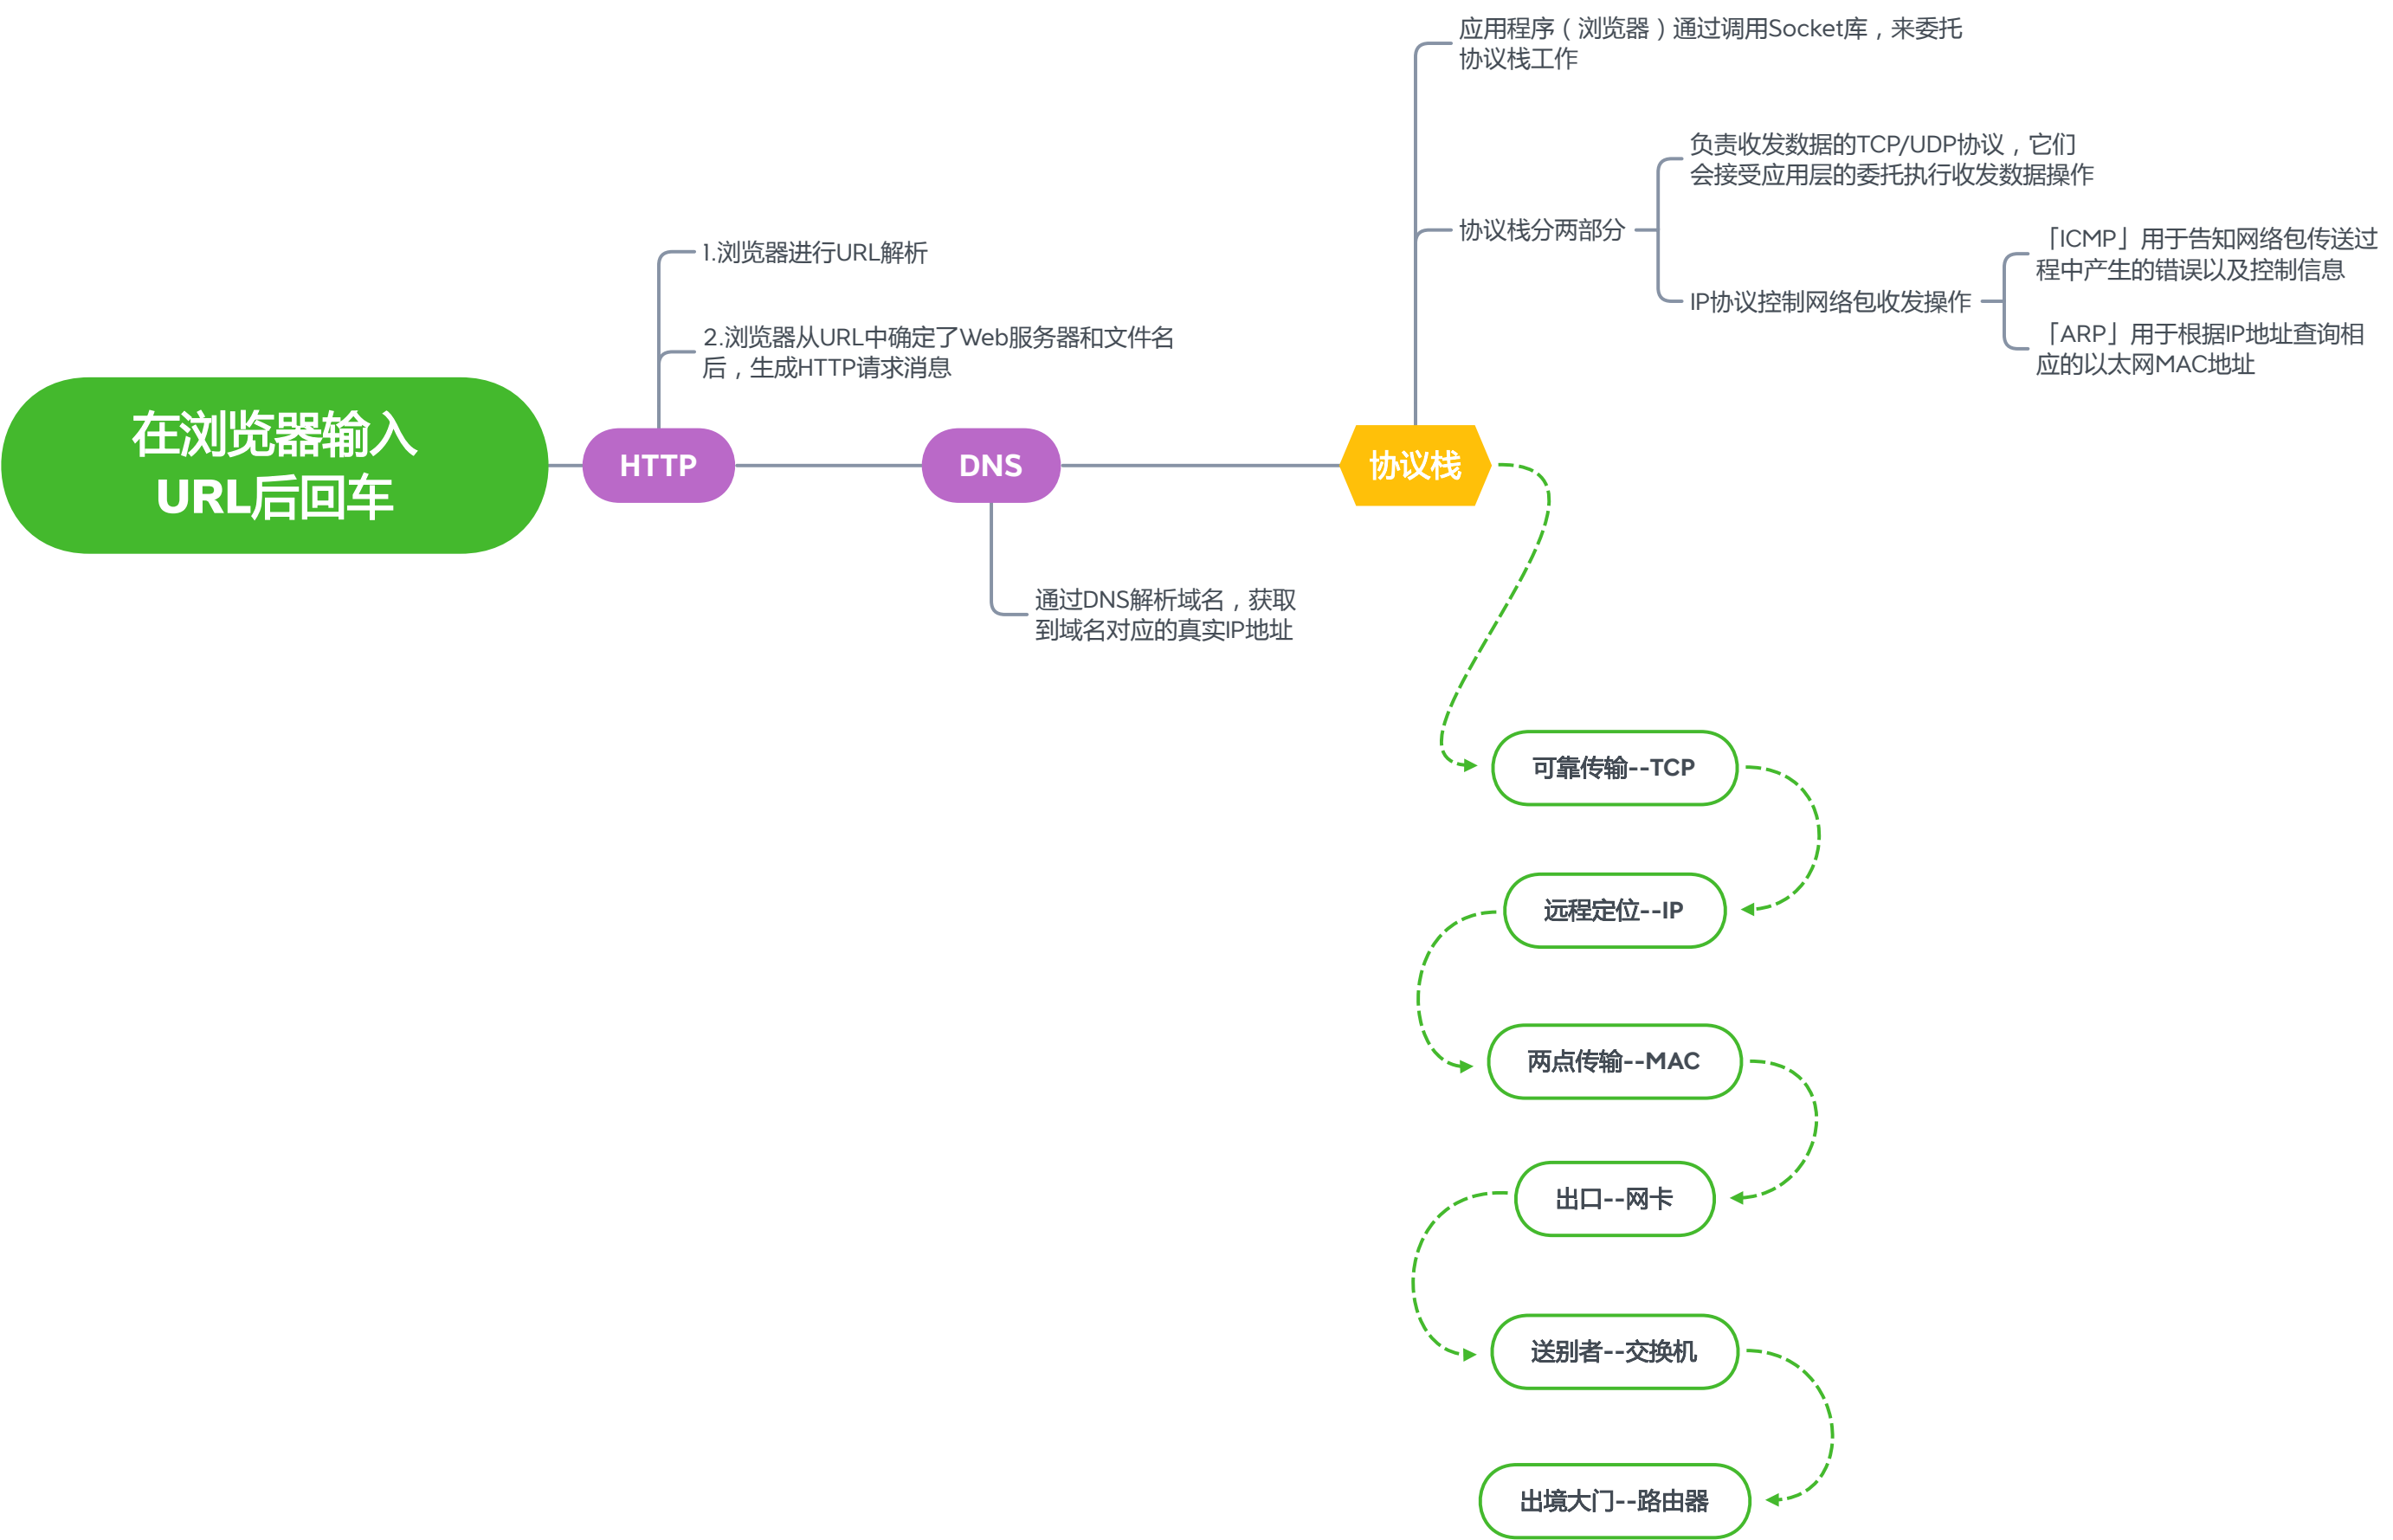 在浏览器输入
URL后回车
HTTP
1.浏览器进行URL解析
2.浏览器从URL中确定了Web服务器和文件名
后，生成HTTP请求消息
DNS
通过DNS解析域名，获取
到域名对应的真实IP地址
协议栈
应用程序（浏览器）通过调用Socket库，来委托
协议栈工作
协议栈分两部分
负责收发数据的TCP/UDP协议，它们
会接受应用层的委托执行收发数据操作
IP协议控制网络包收发操作
「ICMP」用于告知网络包传送过
程中产生的错误以及控制信息
「ARP」用于根据IP地址查询相
应的以太网MAC地址
可靠传输--TCP
远程定位--IP
两点传输--MAC
出口--网卡
送别者--交换机
出境大门--路由器